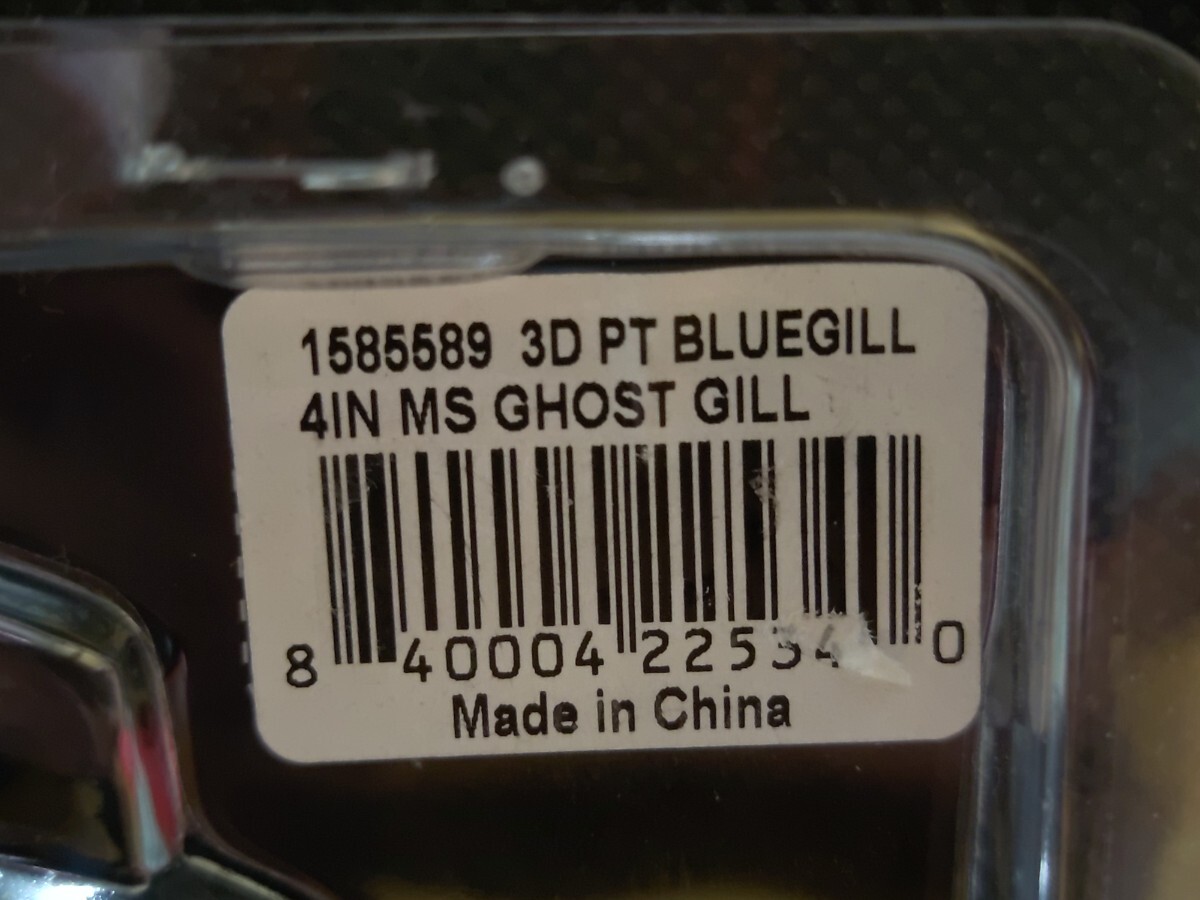 1585589 3D PT BLUEGILL
4IN MS GHOST GILL
8 40004 22534 0
Made in China